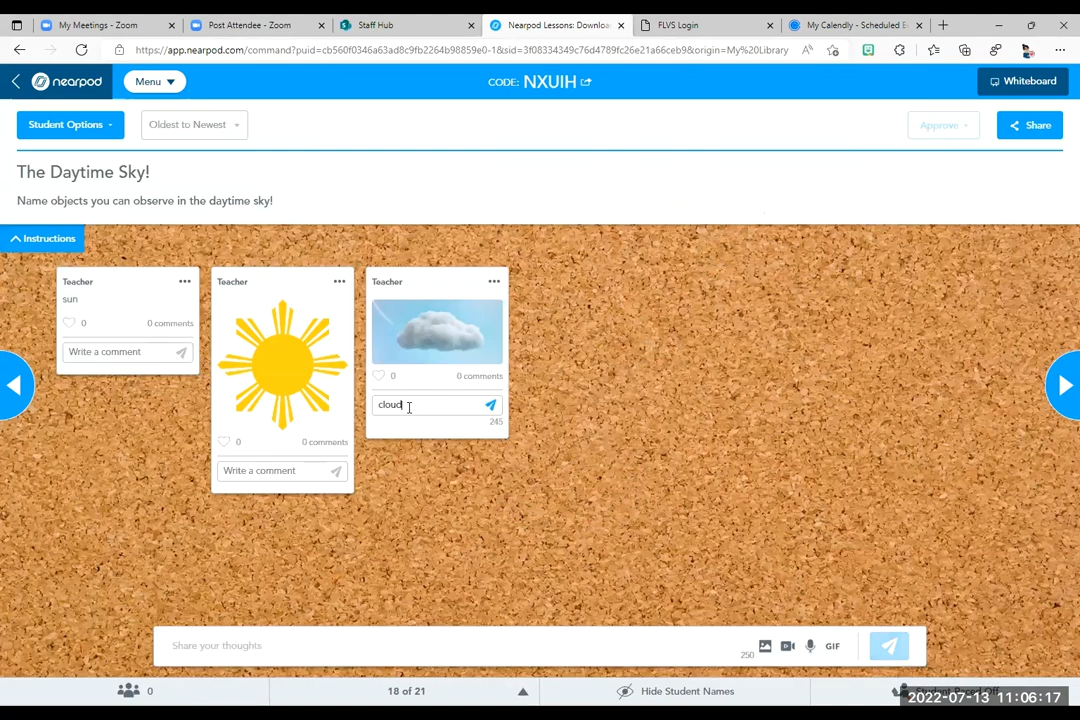 My Meetings - Zoom
Post Attendee - Zoom
Staff Hub
Nearpod Lessons: Downloa
FLVS Login
My Calendly - Scheduled E
https://app.nearpod.com/command?puid=cb560f0346a63ad8c9fb2264b98859e0-1&sid=3f08334349c76d4789fc26e21a66ceb9&origin=My%20Library
nearpod
Menu
CODE: NXUIH
Whiteboard
Student Options
Oldest to Newest
Approve
Share
The Daytime Sky!
Name objects you can observe in the daytime sky!
Instructions
Teacher
sun
0
0 comments
Write a comment
Teacher
0
0 comments
Write a comment
Teacher
0
0 comments
cloud
245
Share your thoughts
250
GIF
0
18 of 21
Hide Student Names
2022-07-13 11:06:17